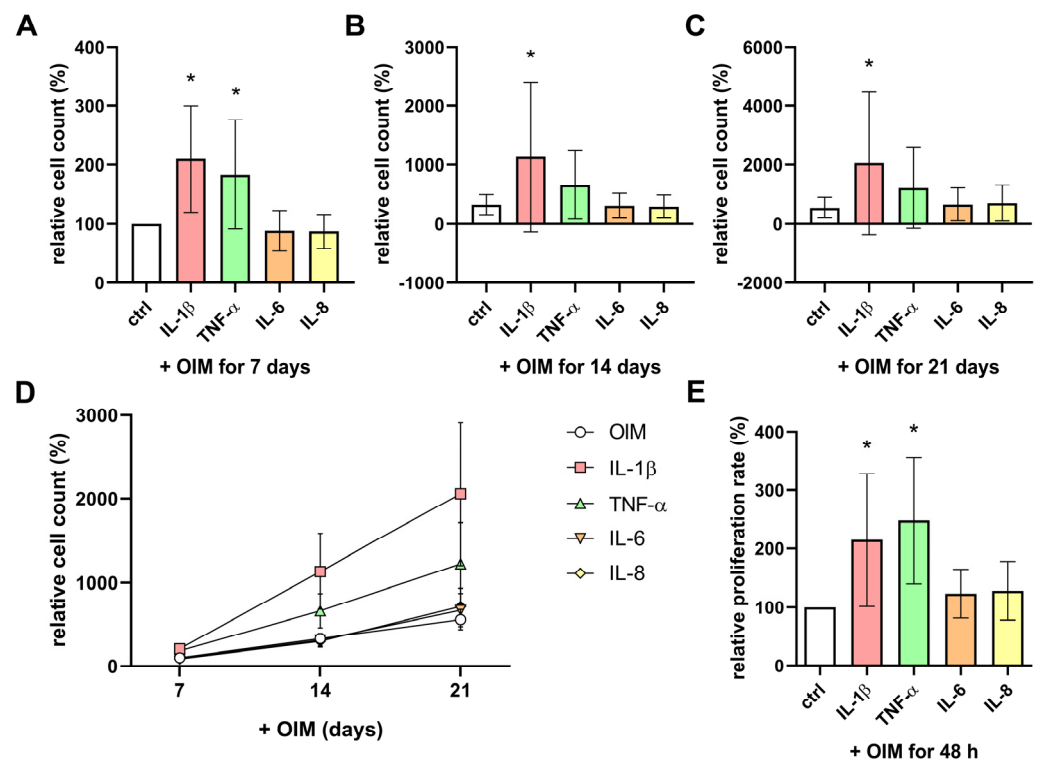 A
relative cell count (%)
400
300
200
100
0
*
*
ctrl
IL-1β
TNF-α
IL-6
IL-8
+ OIM for 7 days
B
relative cell count (%)
3000
2000
1000
0
-1000
*
ctrl
IL-1β
TNF-α
IL-6
IL-8
+ OIM for 14 days
C
relative cell count (%)
6000
4000
2000
0
-2000
*
ctrl
IL-1β
TNF-α
IL-6
IL-8
+ OIM for 21 days
D
relative cell count (%)
3000
2000
1000
0
7
14
21
+ OIM (days)
OIM
IL-1β
TNF-α
IL-6
IL-8
E
relative proliferation rate (%)
400
300
200
100
0
*
*
ctrl
IL-1β
TNF-α
IL-6
IL-8
+ OIM for 48 h